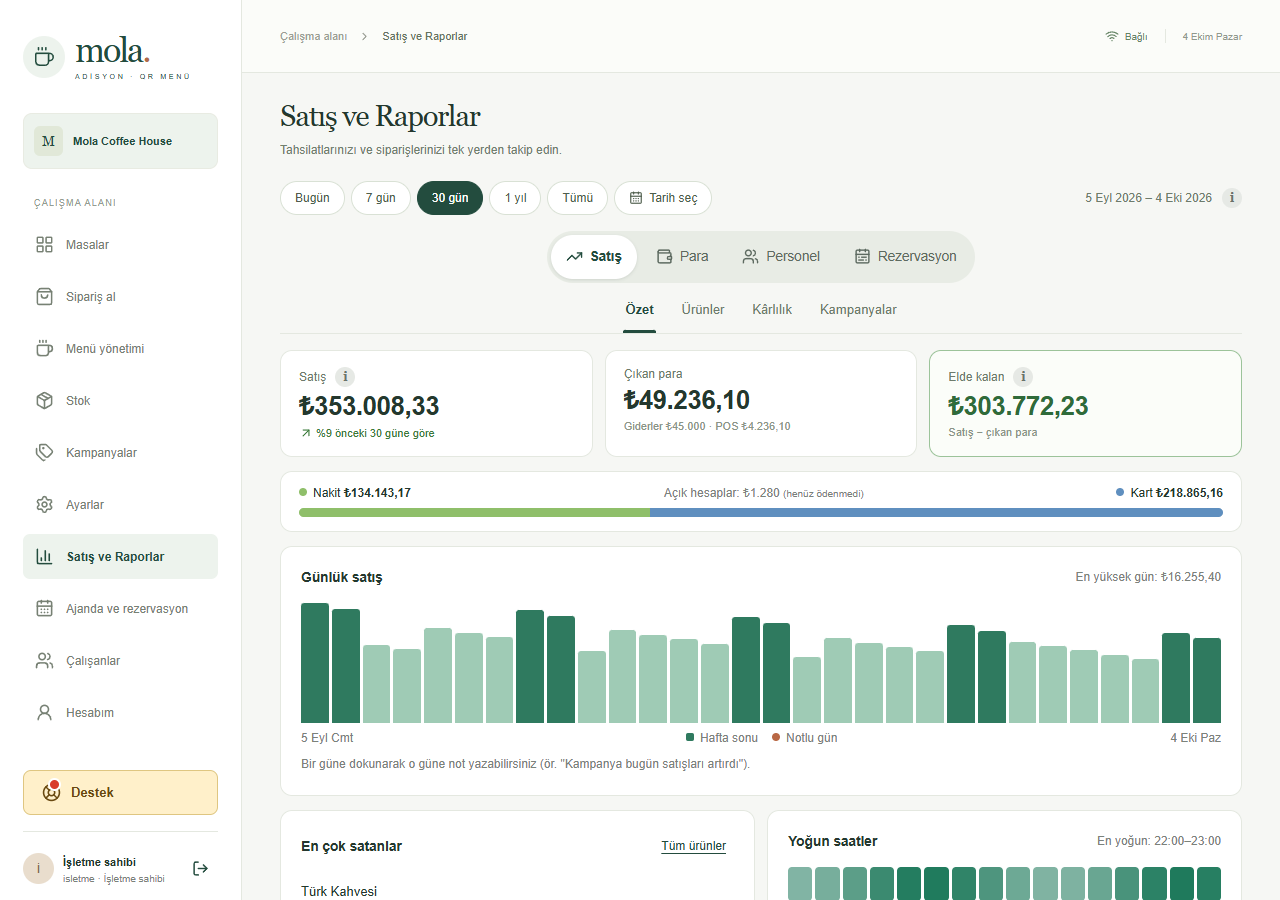 mola.
ADİSYON · QR MENÜ
M Mola Coffee House
ÇALIŞMA ALANI
Masalar
Sipariş al
Menü yönetimi
Stok
Kampanyalar
Ayarlar
Satış ve Raporlar
Ajanda ve rezervasyon
Çalışanlar
Hesabım
Destek
İşletme sahibi
isletme · İşletme sahibi
Çalışma alanı > Satış ve Raporlar
Bağlı 4 Ekim Pazar
Satış ve Raporlar
Tahsilatlarınızı ve siparişlerinizi tek yerden takip edin.
Bugün 7 gün 30 gün 1 yıl Tümü Tarih seç 5 Eyl 2026 – 4 Eki 2026 i
Satış Para Personel Rezervasyon
Özet Ürünler Kârlılık Kampanyalar
Satış i
₺353.008,33
%9 önceki 30 güne göre
Çıkan para
₺49.236,10
Giderler ₺45.000 · POS ₺4.236,10
Elde kalan i
₺303.772,23
Satış – çıkan para
Nakit ₺134.143,17 Açık hesaplar: ₺1.280 (henüz ödenmedi) Kart ₺218.865,16
Günlük satış En yüksek gün: ₺16.255,40
5 Eyl Cmt Hafta sonu Notlu gün 4 Eki Paz
Bir güne dokunarak o güne not yazabilirsiniz (ör. "Kampanya bugün satışları artırdı").
En çok satanlar Tüm ürünler
Türk Kahvesi
Yoğun saatler En yoğun: 22:00–23:00